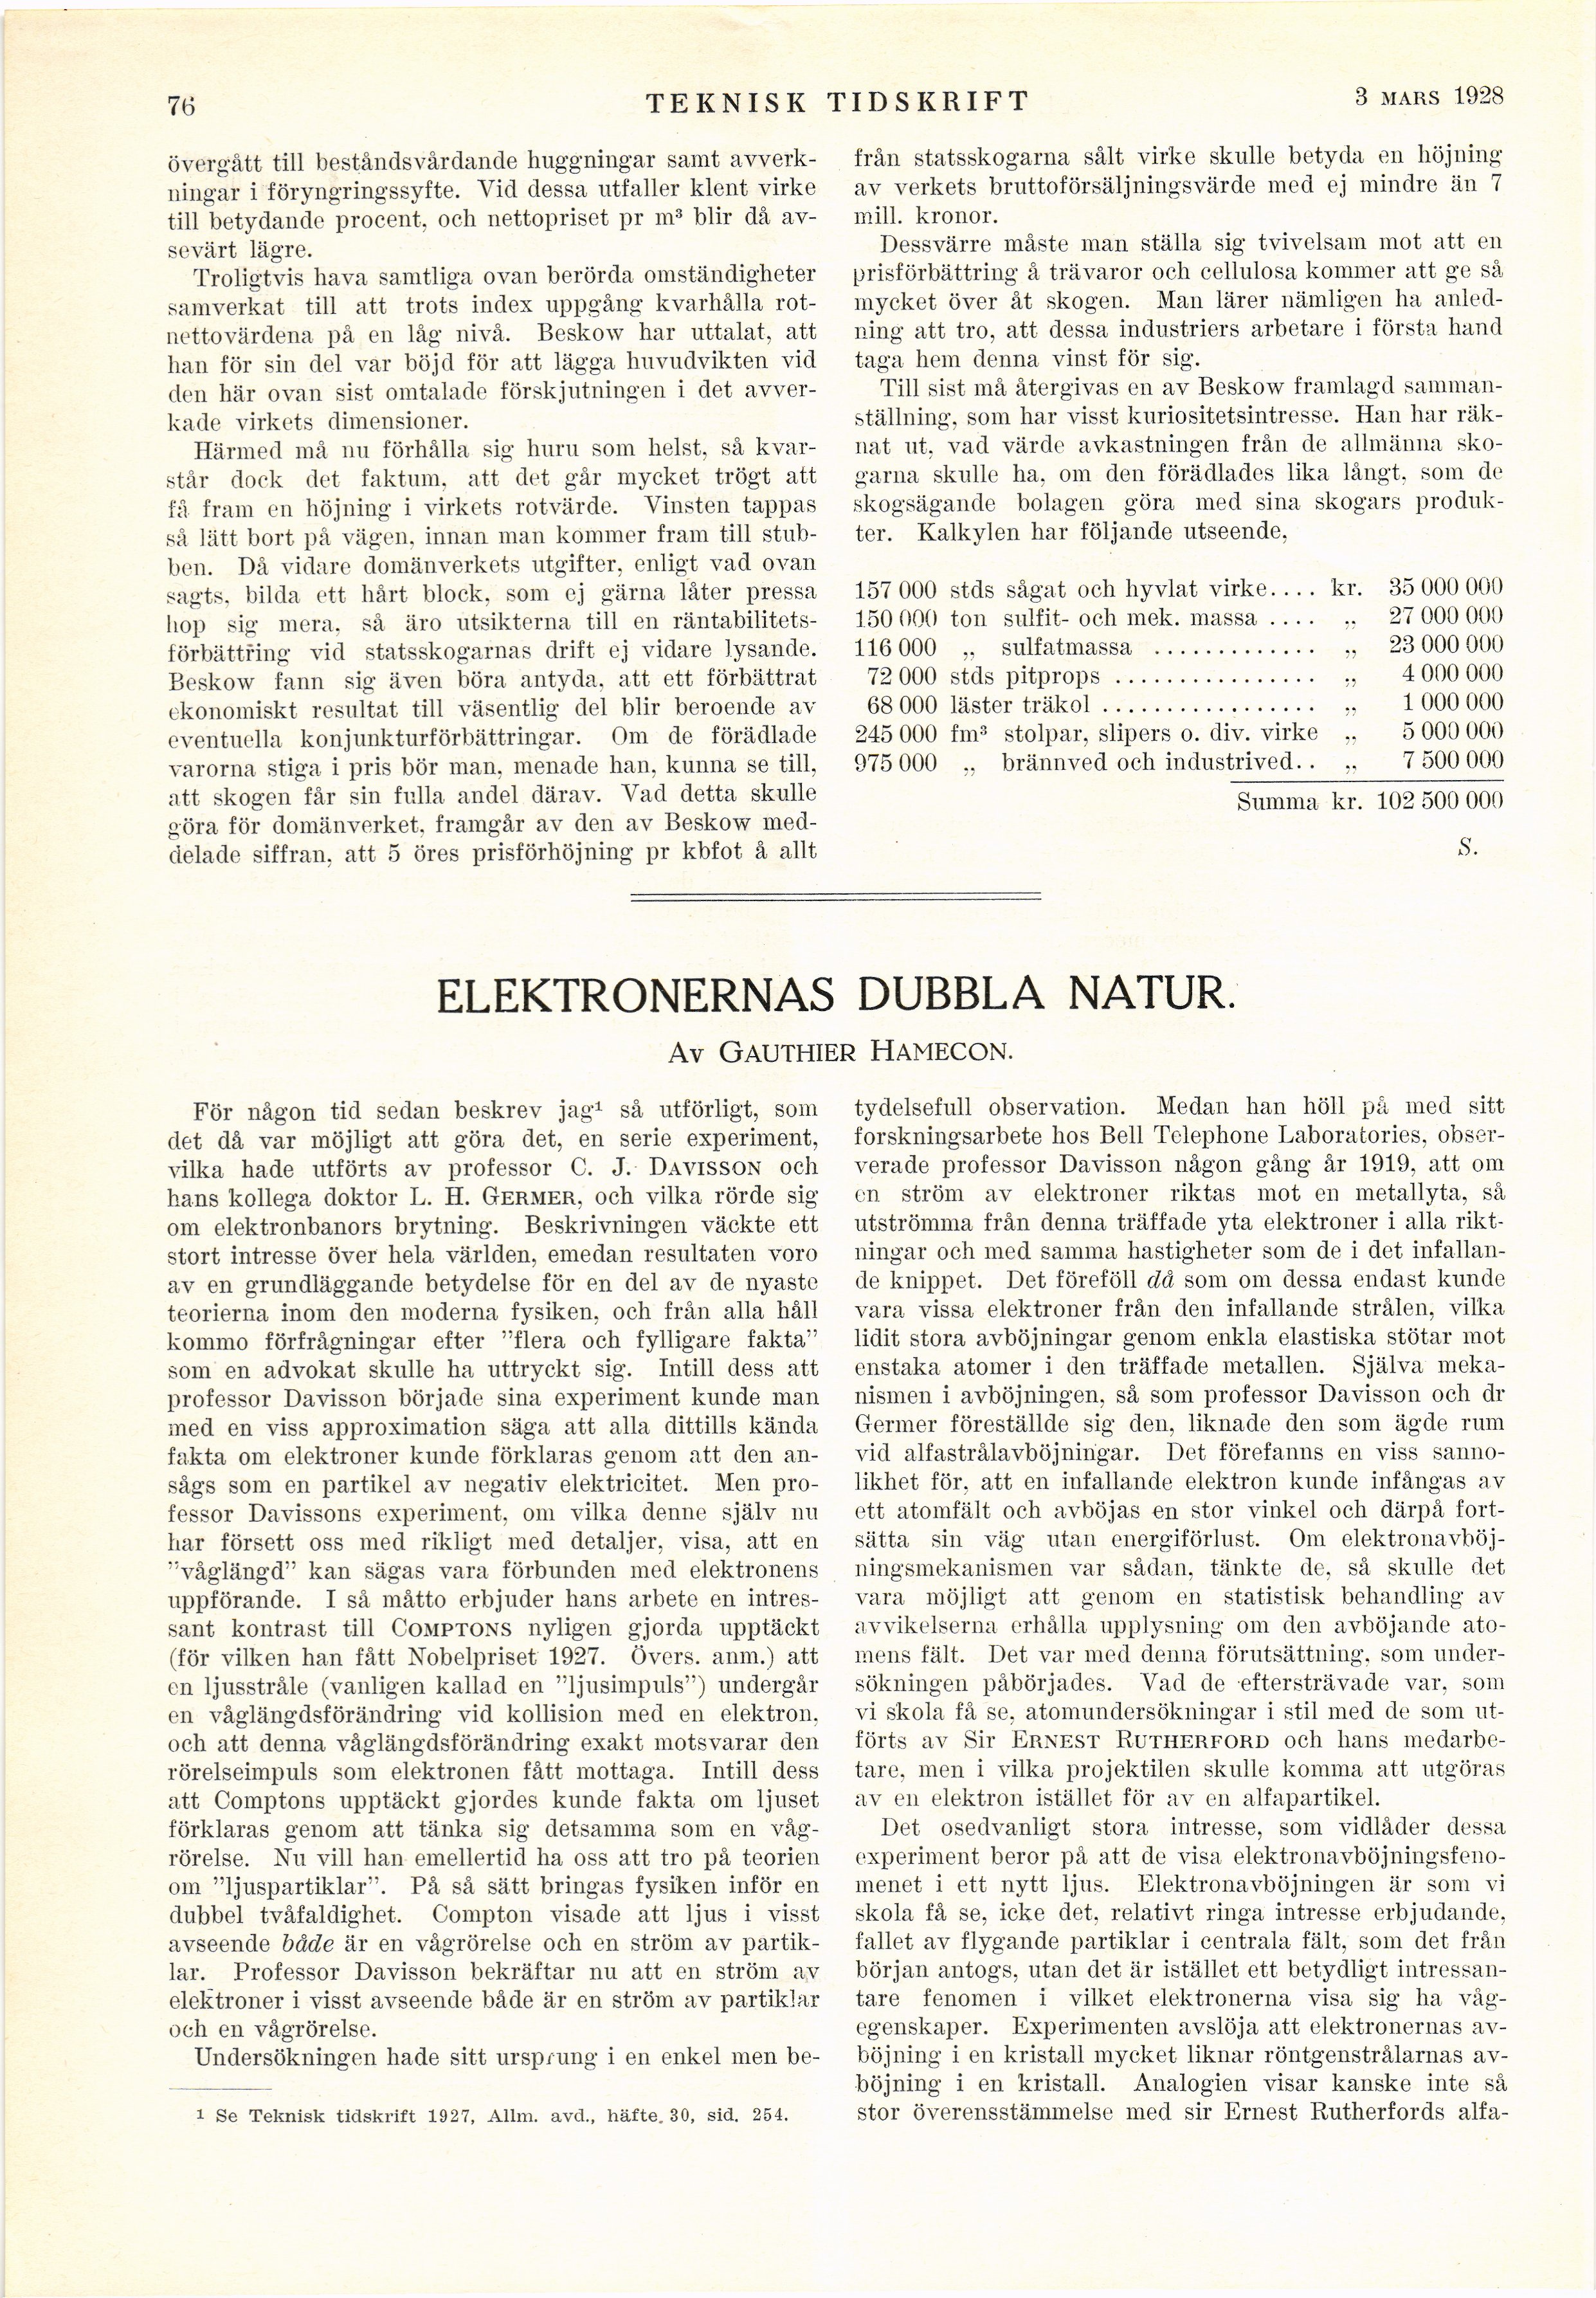 76
TEKNISK TIDSKRIFT
3 MARS 1928
övergått till beståndsvårdande huggningar samt avverk-
ningar i föryngringssyfte. Vid dessa utfaller klent virke
till betydande procent, och nettopriset pr m³ blir då av-
sevärt lägre.
Troligtvis hava samtliga ovan berörda omständigheter
samverkat till att trots index uppgång kvarhålla rot-
nettovärdena på en låg nivå. Beskow har uttalat, att
han för sin del var böjd för att lägga huvudvikten vid
den här ovan sist omtalade förskjutningen i det avver-
kade virkets dimensioner.
Härmed må nu förhålla sig huru som helst, så kvar-
står dock det faktum, att det går mycket trögt att
få fram en höjning i virkets rotvärde. Vinsten tappas
så lätt bort på vägen, innan man kommer fram till stub-
ben. Då vidare domänverkets utgifter, enligt vad ovan
sagts, bilda ett hårt block, som ej gärna låter pressa
hop sig mera, så äro utsikterna till en räntabilitets-
förbättring vid statsskogarnas drift ej vidare lysande.
Beskow fann sig även böra antyda, att ett förbättrat
ekonomiskt resultat till väsentlig del blir beroende av
eventuella konjunkturförbättringar. Om de förädlade
varorna stiga i pris bör man, menade han, kunna se till,
att skogen får sin fulla andel därav. Vad detta skulle
göra för domänverket, framgår av den av Beskow med-
delade siffran, att 5 öres prisförhöjning pr kbfot å allt
från statsskogarna sålt virke skulle betyda en höjning
av verkets bruttoförsäljningsvärde med ej mindre än 7
mill. kronor.
Dessvärre måste man ställa sig tvivelsam mot att en
prisförbättring å trävaror och cellulosa kommer att ge så
mycket över åt skogen. Man lärer nämligen ha anled-
ning att tro, att dessa industriers arbetare i första hand
taga hem denna vinst för sig.
Till sist må återgivas en av Beskow framlagd samman-
ställning, som har visst kuriositetsintresse. Han har räk-
nat ut, vad värde avkastningen från de allmänna sko-
garna skulle ha, om den förädlades lika långt, som de
skogsägande bolagen göra med sina skogars produk-
ter. Kalkylen har följande utseende,
157 000 stds sågat och hyvlat virke.... kr. 35 000 000
150 000 ton sulfit- och mek. massa .... „ 27 000 000
116 000 „ sulfatmassa ............. „ 23 000 000
72 000 stds pitprops ................ „ 4 000 000
68 000 läster träkol ................. „ 1 000 000
245 000 fm³ stolpar, slipers o. div. virke „ 5 000 000
975 000 „ brännved och industrived.. „ 7 500 000
Summa kr. 102 500 000
S.
ELEKTRONERNAS DUBBLA NATUR.
AV GAUTHIER HAMECON.
För någon tid sedan beskrev jag¹ så utförligt, som
det då var möjligt att göra det, en serie experiment,
vilka hade utförts av professor C. J. DAVISSON och
hans kollega doktor L. H. GERMER, och vilka rörde sig
om elektronbanors brytning. Beskrivningen väckte ett
stort intresse över hela världen, emedan resultaten voro
av en grundläggande betydelse för en del av de nyaste
teorierna inom den moderna fysiken, och från alla håll
kommo förfrågningar efter ”flera och fylligare fakta”
som en advokat skulle ha uttryckt sig. Intill dess att
professor Davisson började sina experiment kunde man
med en viss approximation säga att alla dittills kända
fakta om elektroner kunde förklaras genom att den an-
sågs som en partikel av negativ elektricitet. Men pro-
fessor Davissons experiment, om vilka denne själv nu
har försett oss med rikligt med detaljer, visa, att en
”våglängd” kan sägas vara förbunden med elektronens
uppförande. I så måtto erbjuder hans arbete en intres-
sant kontrast till COMPTONS nyligen gjorda upptäckt
(för vilken han fått Nobelpriset 1927. Övers. anm.) att
en ljusstråle (vanligen kallad en ”ljusimpuls”) undergår
en våglängdsförändring vid kollision med en elektron,
och att denna våglängdsförändring exakt motsvarar den
rörelseimpuls som elektronen fått mottaga. Intill dess
att Comptons upptäckt gjordes kunde fakta om ljuset
förklaras genom att tänka sig detsamma som en våg-
rörelse. Nu vill han emellertid ha oss att tro på teorien
om ”ljuspartiklar”. På så sätt bringas fysiken inför en
dubbel tvåfaldighet. Compton visade att ljus i visst
avseende både är en vågrörelse och en ström av partik-
lar. Professor Davisson bekräftar nu att en ström av
elektroner i visst avseende både är en ström av partiklar
och en vågrörelse.
Undersökningen hade sitt ursprung i en enkel men be-
1 Se Teknisk tidskrift 1927, Allm. avd., häfte. 30, sid. 254.
tydelsefull observation. Medan han höll på med sitt
forskningsarbete hos Bell Telephone Laboratories, obser-
verade professor Davisson någon gång år 1919, att om
en ström av elektroner riktas mot en metallyta, så
utströmma från denna träffade yta elektroner i alla rikt-
ningar och med samma hastigheter som de i det infallan-
de knippet. Det föreföll då som om dessa endast kunde
vara vissa elektroner från den infallande strålen, vilka
lidit stora avböjningar genom enkla elastiska stötar mot
enstaka atomer i den träffade metallen. Själva meka-
nismen i avböjningen, så som professor Davisson och dr
Germer föreställde sig den, liknade den som ägde rum
vid alfastrålavböjningar. Det förefanns en viss sanno-
likhet för, att en infallande elektron kunde infångas av
ett atomfält och avböjas en stor vinkel och därpå fort-
sätta sin väg utan energiförlust. Om elektronavböj-
ningsmekanismen var sådan, tänkte de, så skulle det
vara möjligt att genom en statistisk behandling av
avvikelserna erhålla upplysning om den avböjande ato-
mens fält. Det var med denna förutsättning, som under-
sökningen påbörjades. Vad de eftersträvade var, som
vi skola få se, atomundersökningar i stil med de som ut-
förts av Sir ERNEST RUTHERFORD och hans medarbe-
tare, men i vilka projektilen skulle komma att utgöras
av en elektron istället för av en alfapartikel.
Det osedvanligt stora intresse, som vidlåder dessa
experiment beror på att de visa elektronavböjningsfeno-
menet i ett nytt ljus. Elektronavböjningen är som vi
skola få se, icke det, relativt ringa intresse erbjudande,
fallet av flygande partiklar i centrala fält, som det från
början antogs, utan det är istället ett betydligt intressan-
tare fenomen i vilket elektronerna visa sig ha våg-
egenskaper. Experimenten avslöja att elektronernas av-
böjning i en kristall mycket liknar röntgenstrålarnas av-
böjning i en kristall. Analogien visar kanske inte så
stor överensstämmelse med sir Ernest Rutherfords alfa-